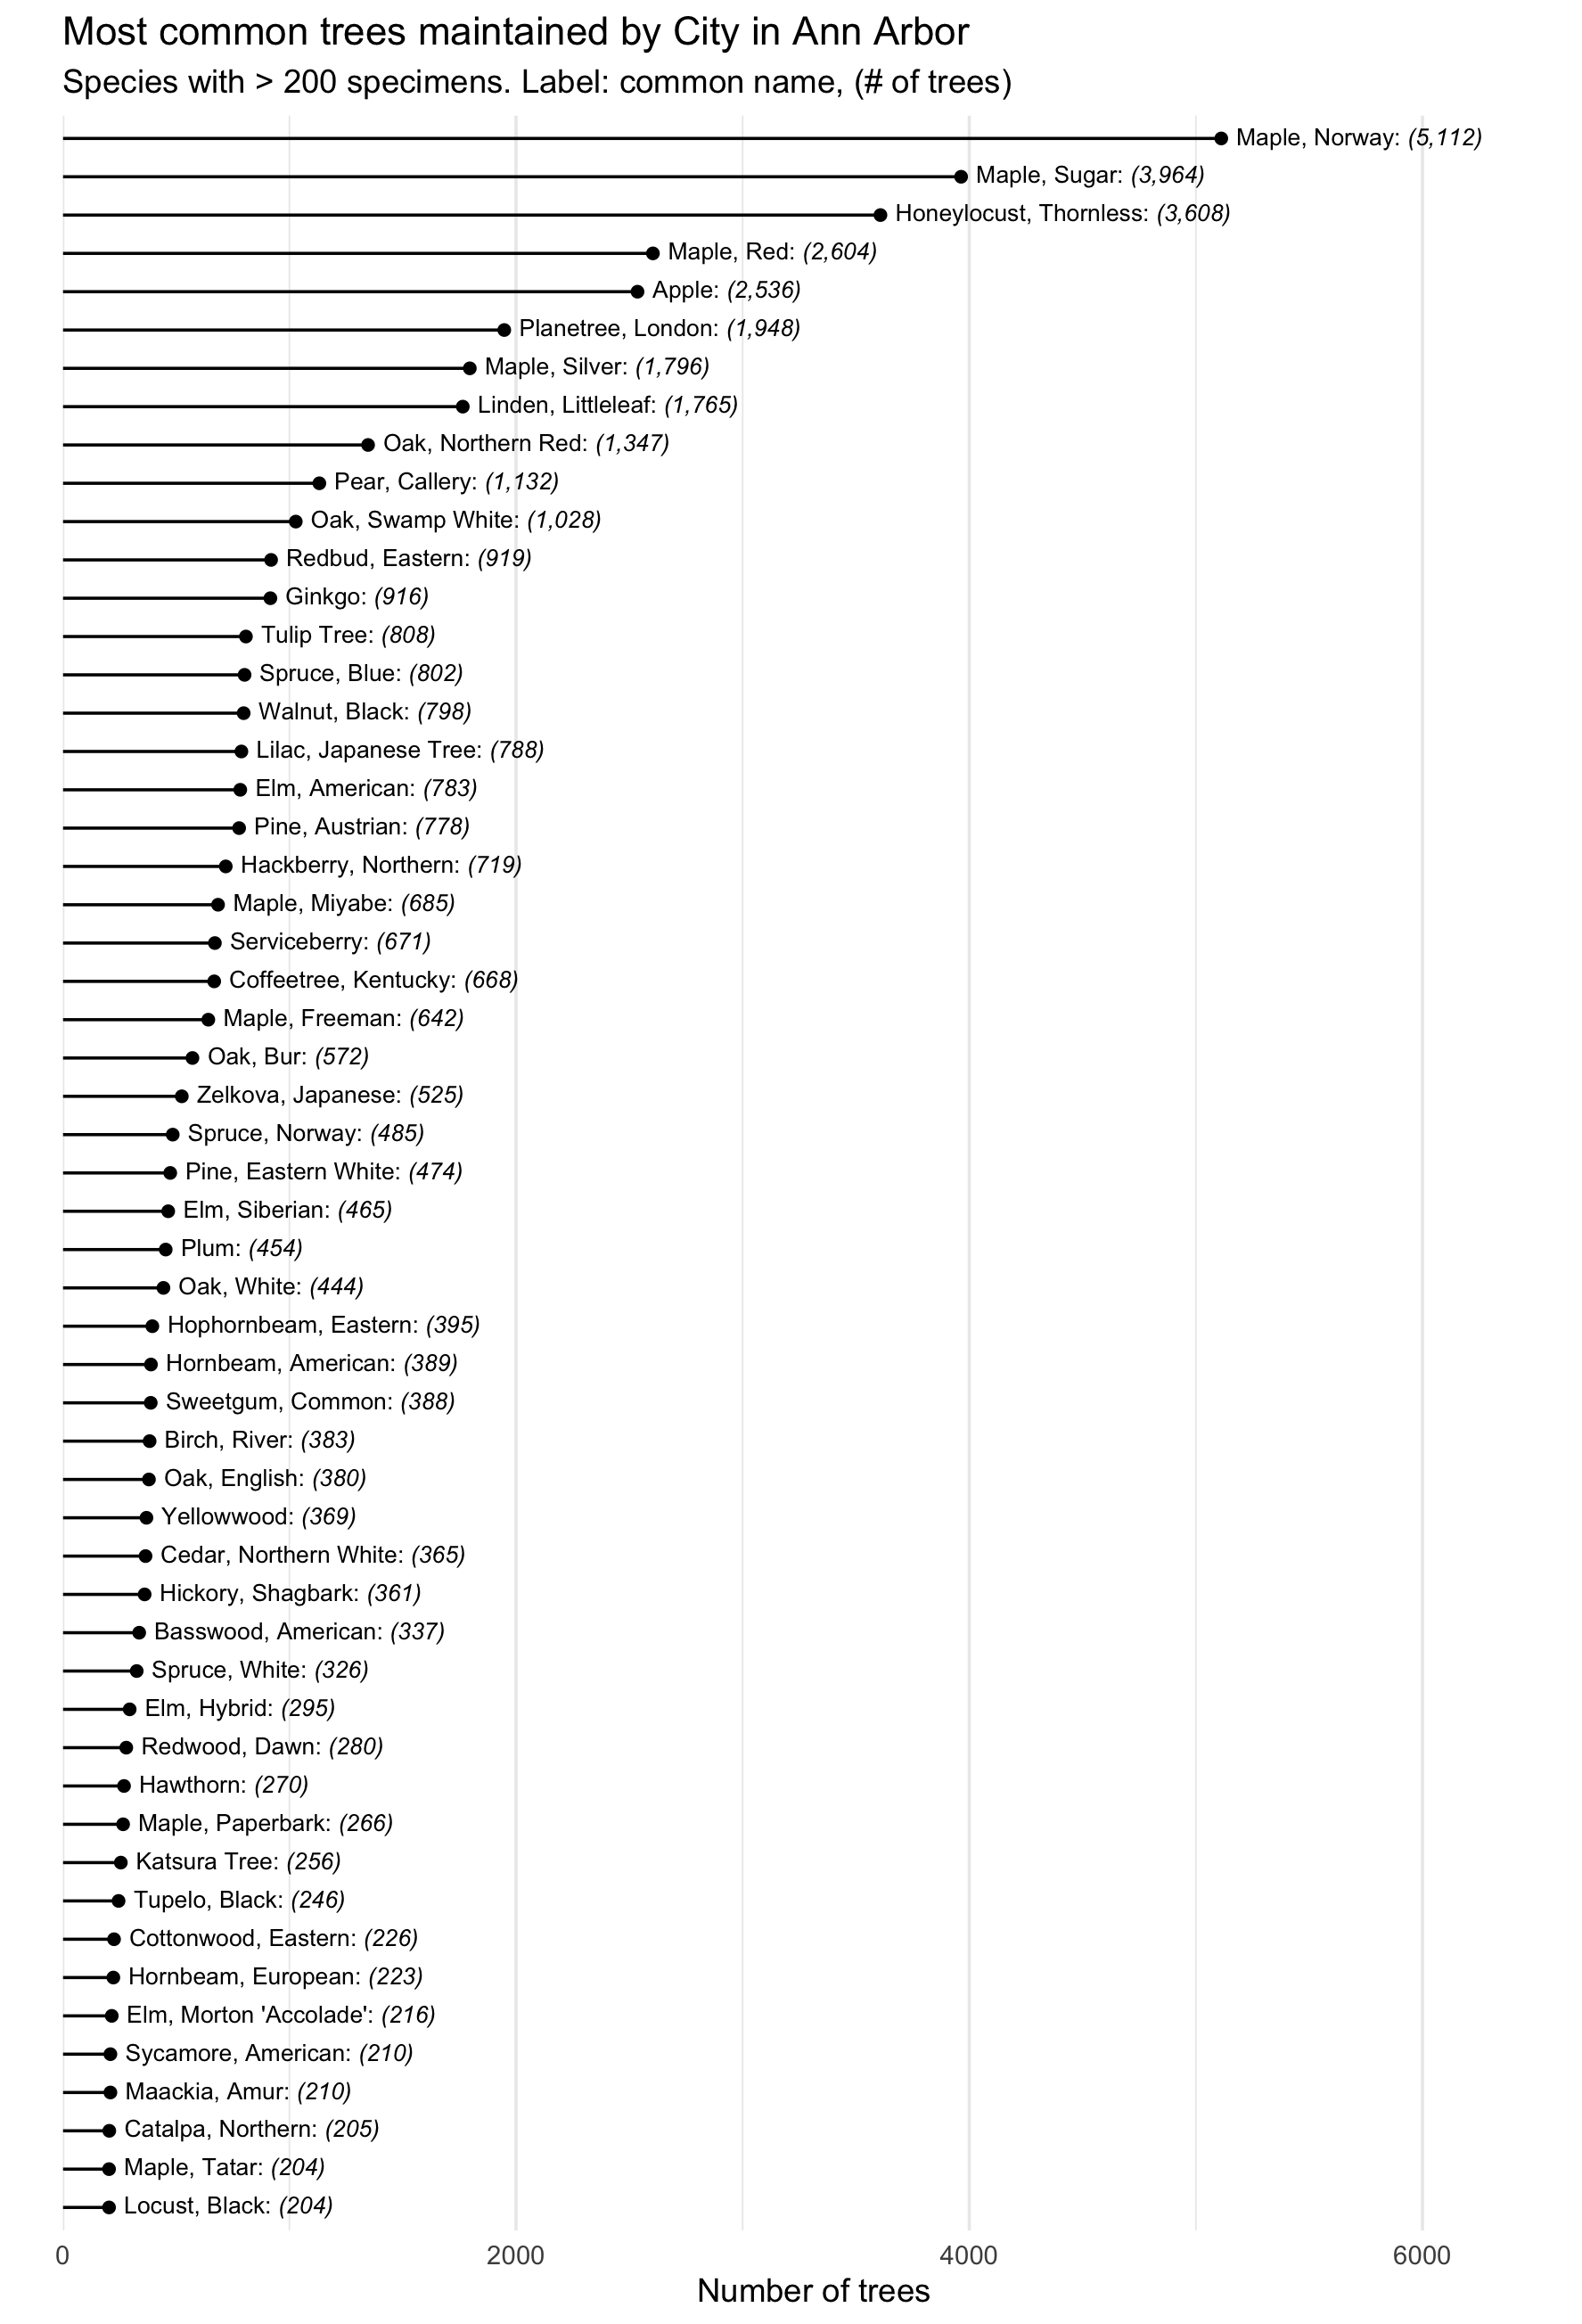 Most common trees maintained by City in Ann Arbor
Species with > 200 specimens. Label: common name, (# of trees)
Maple, Norway: (5,112)
Maple, Sugar: (3,964)
Honeylocust, Thornless: (3,608)
Maple, Red: (2,604)
Apple: (2,536)
Planetree, London: (1,948)
Maple, Silver: (1,796)
Linden, Littleleaf: (1,765)
Oak, Northern Red: (1,347)
Pear, Callery: (1,132)
Oak, Swamp White: (1,028)
Redbud, Eastern: (919)
Ginkgo: (916)
Tulip Tree: (808)
Spruce, Blue: (802)
Walnut, Black: (798)
Lilac, Japanese Tree: (788)
Elm, American: (783)
Pine, Austrian: (778)
Hackberry, Northern: (719)
Maple, Miyabe: (685)
Serviceberry: (671)
Coffeetree, Kentucky: (668)
Maple, Freeman: (642)
Oak, Bur: (572)
Zelkova, Japanese: (525)
Spruce, Norway: (485)
Pine, Eastern White: (474)
Elm, Siberian: (465)
Plum: (454)
Oak, White: (444)
Hophornbeam, Eastern: (395)
Hornbeam, American: (389)
Sweetgum, Common: (388)
Birch, River: (383)
Oak, English: (380)
Yellowwood: (369)
Cedar, Northern White: (365)
Hickory, Shagbark: (361)
Basswood, American: (337)
Spruce, White: (326)
Elm, Hybrid: (295)
Redwood, Dawn: (280)
Hawthorn: (270)
Maple, Paperbark: (266)
Katsura Tree: (256)
Tupelo, Black: (246)
Cottonwood, Eastern: (226)
Hornbeam, European: (223)
Elm, Morton 'Accolade': (216)
Sycamore, American: (210)
Maackia, Amur: (210)
Catalpa, Northern: (205)
Maple, Tatar: (204)
Locust, Black: (204)
0 2000 4000 6000
Number of trees